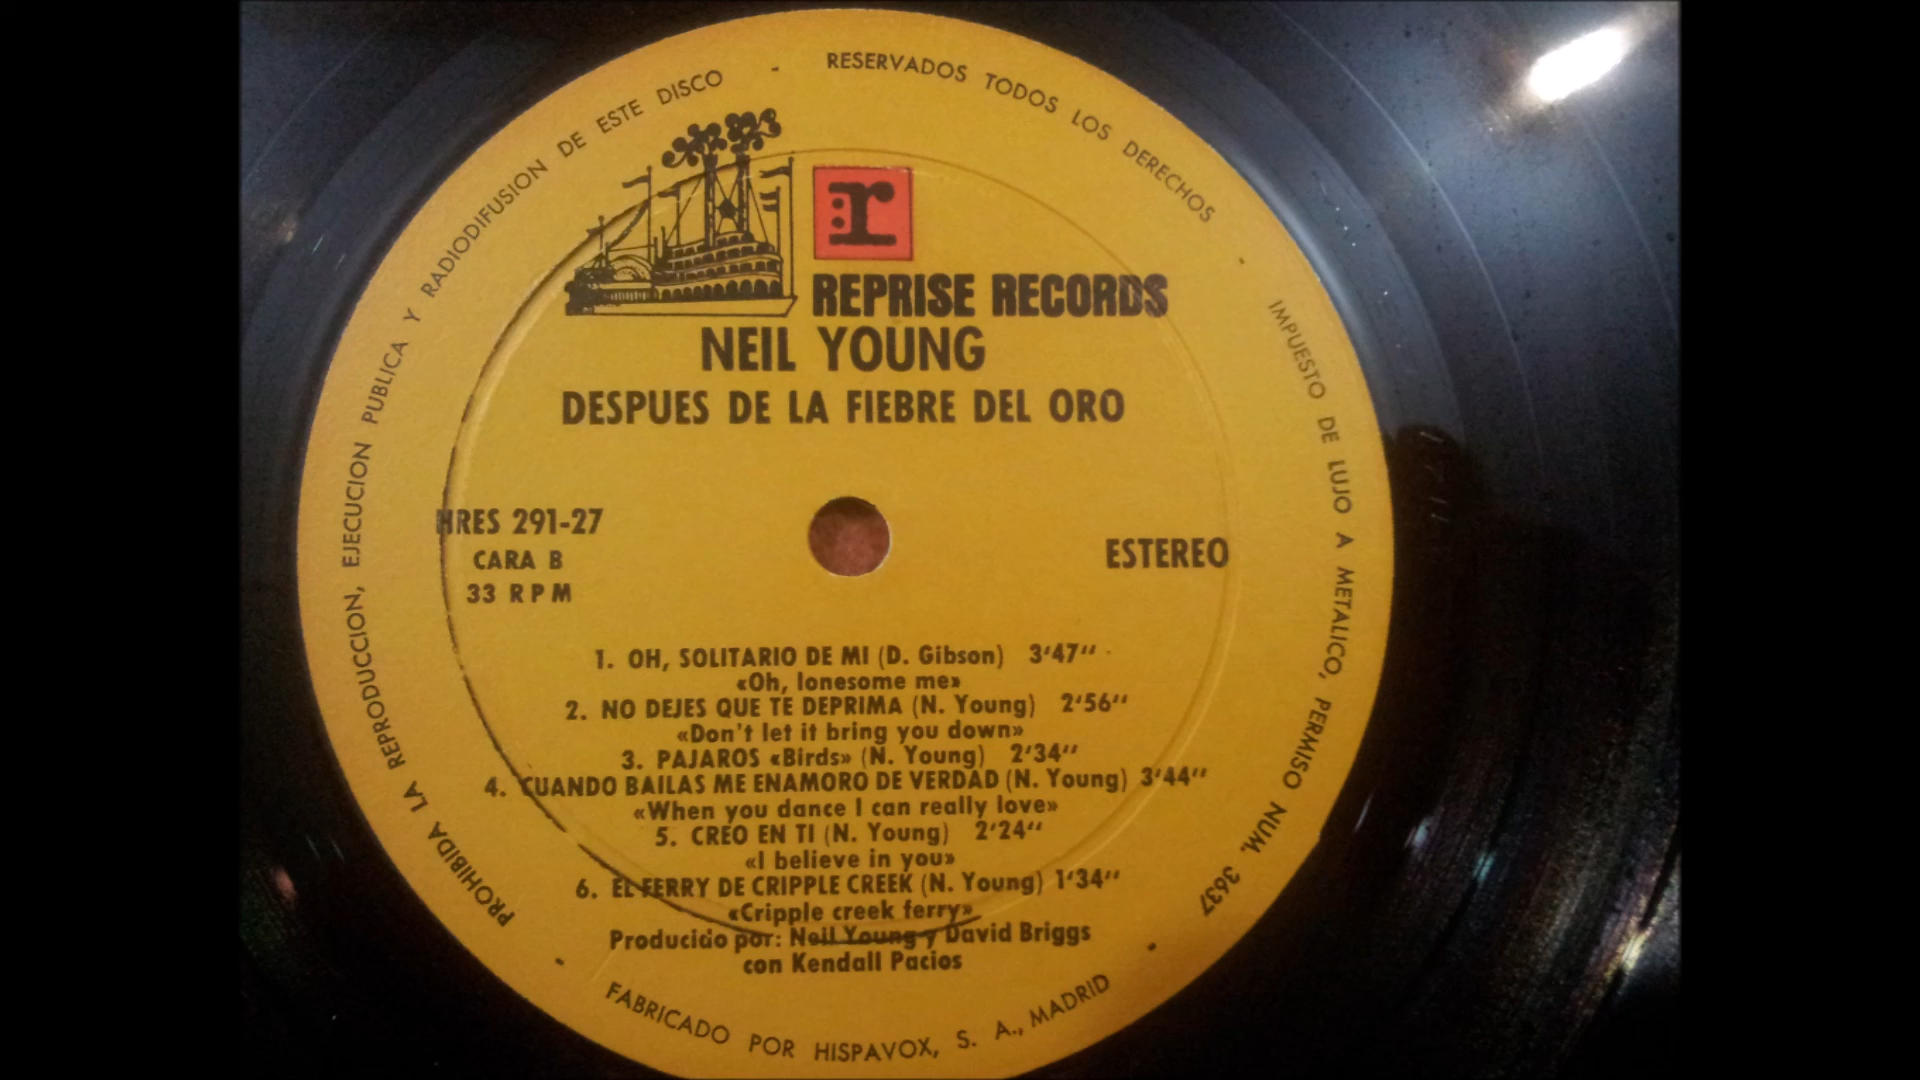 PROHIBIDA LA REPRODUCCION, EJECUCION PUBLICA Y RADIODIFUSION DE ESTE DISCO - RESERVADOS TODOS LOS DERECHOS · IMPUESTO DE LUJO A METALICO, PERMISO NUM. 3637
r
REPRISE RECORDS
NEIL YOUNG
DESPUES DE LA FIEBRE DEL ORO
HRES 291-27
CARA B
33 RPM
ESTEREO
1. OH, SOLITARIO DE MI (D. Gibson) 3'47''
«Oh, lonesome me»
2. NO DEJES QUE TE DEPRIMA (N. Young) 2'56''
«Don't let it bring you down»
3. PAJAROS «Birds» (N. Young) 2'34''
4. CUANDO BAILAS ME ENAMORO DE VERDAD (N. Young) 3'44''
«When you dance I can really love»
5. CREO EN TI (N. Young) 2'24''
«I believe in you»
6. EL FERRY DE CRIPPLE CREEK (N. Young) 1'34''
«Cripple creek ferry»
Producido por: Neil Young y David Briggs
con Kendall Pacios
FABRICADO POR HISPAVOX, S. A., MADRID